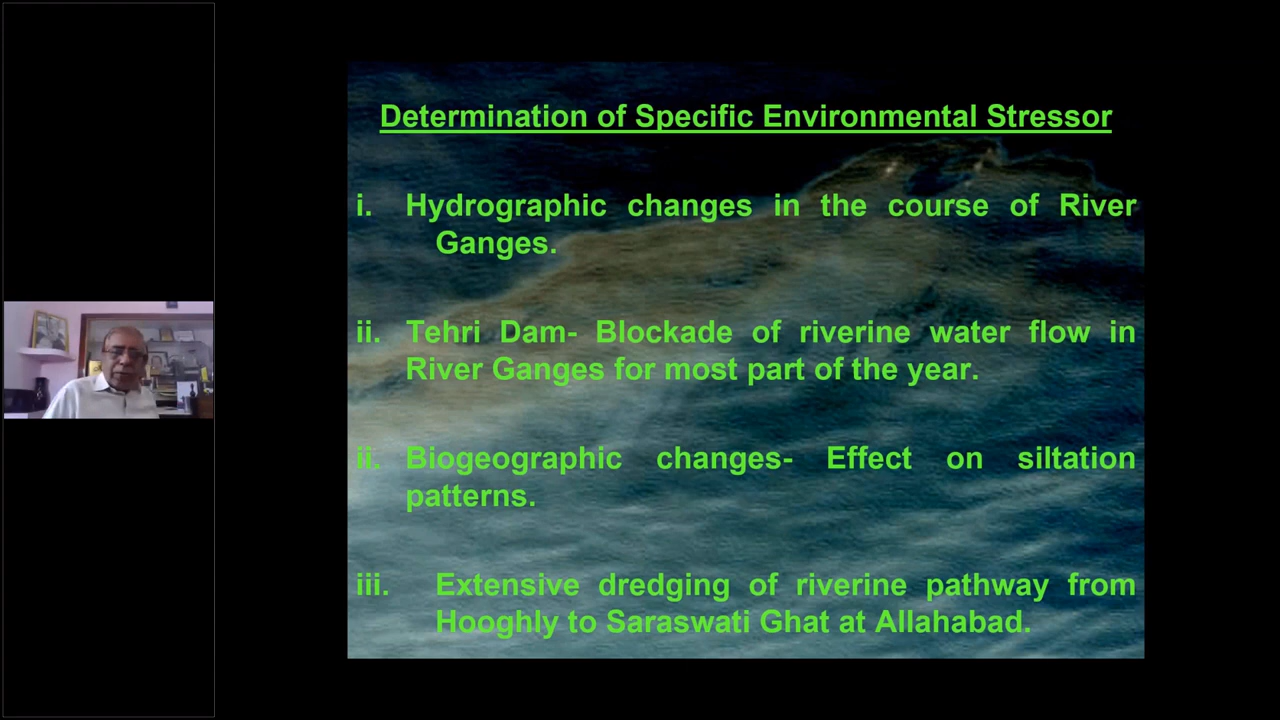 Determination of Specific Environmental Stressor
i. Hydrographic changes in the course of River
Ganges.
ii. Tehri Dam- Blockade of riverine water flow in
River Ganges for most part of the year.
ii. Biogeographic changes- Effect on siltation
patterns.
iii. Extensive dredging of riverine pathway from
Hooghly to Saraswati Ghat at Allahabad.